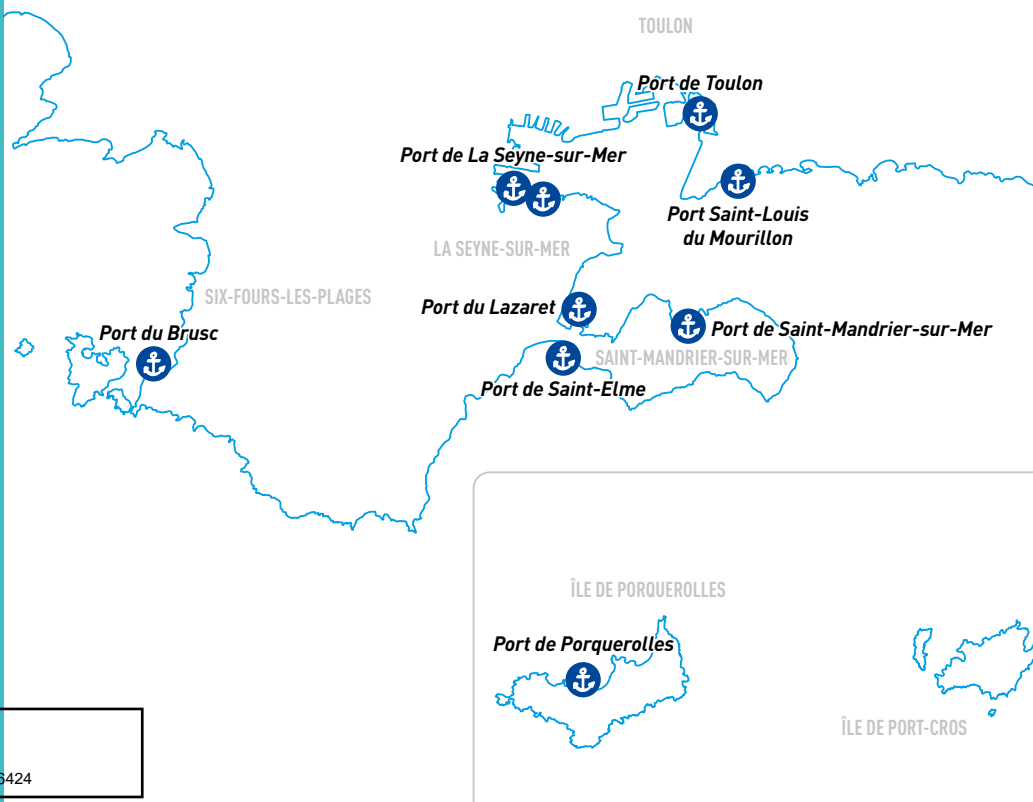 TOULON
Port de Toulon
Port de La Seyne-sur-Mer
Port Saint-Louis
du Mourillon
LA SEYNE-SUR-MER
SIX-FOURS-LES-PLAGES
Port du Lazaret
Port du Brusc
Port de Saint-Mandrier-sur-Mer
SAINT-MANDRIER-SUR-MER
Port de Saint-Elme
ÎLE DE PORQUEROLLES
Port de Porquerolles
ÎLE DE PORT-CROS
6424